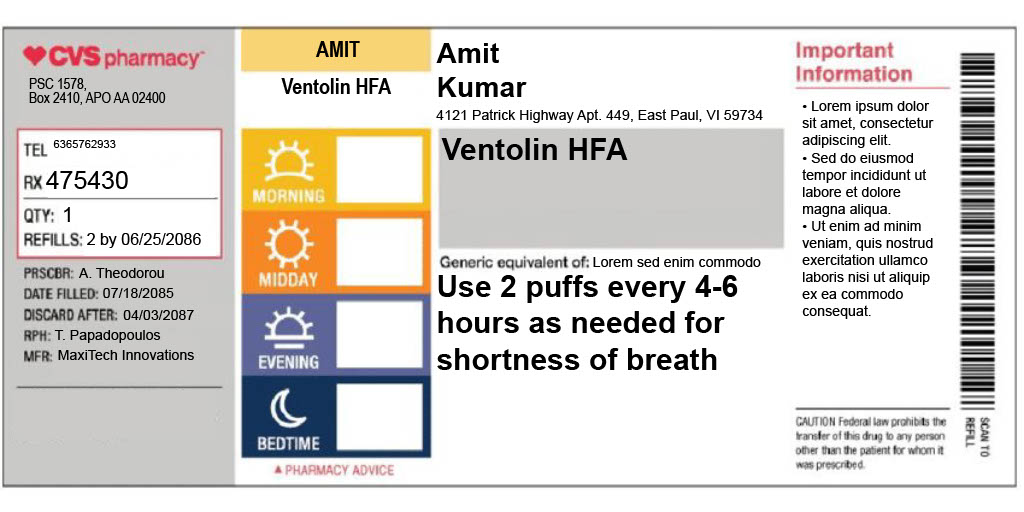 CVS pharmacy
PSC 1578,
Box 2410, APO AA 02400
TEL 6365762933
RX 475430
QTY: 1
REFILLS: 2 by 06/25/2086
PRSCBR: A. Theodorou
DATE FILLED: 07/18/2085
DISCARD AFTER: 04/03/2087
RPH: T. Papadopoulos
MFR: MaxiTech Innovations
AMIT
Ventolin HFA
MORNING
MIDDAY
EVENING
BEDTIME
▲ PHARMACY ADVICE
Amit
Kumar
4121 Patrick Highway Apt. 449, East Paul, VI 59734
Ventolin HFA
Generic equivalent of: Lorem sed enim commodo
Use 2 puffs every 4-6
hours as needed for
shortness of breath
Important
Information
• Lorem ipsum dolor
sit amet, consectetur
adipiscing elit.
• Sed do eiusmod
tempor incididunt ut
labore et dolore
magna aliqua.
• Ut enim ad minim
veniam, quis nostrud
exercitation ullamco
laboris nisi ut aliquip
ex ea commodo
consequat.
CAUTION Federal law prohibits the
transfer of this drug to any person
other than the patient for whom it
was prescribed.
SCAN TO
REFILL